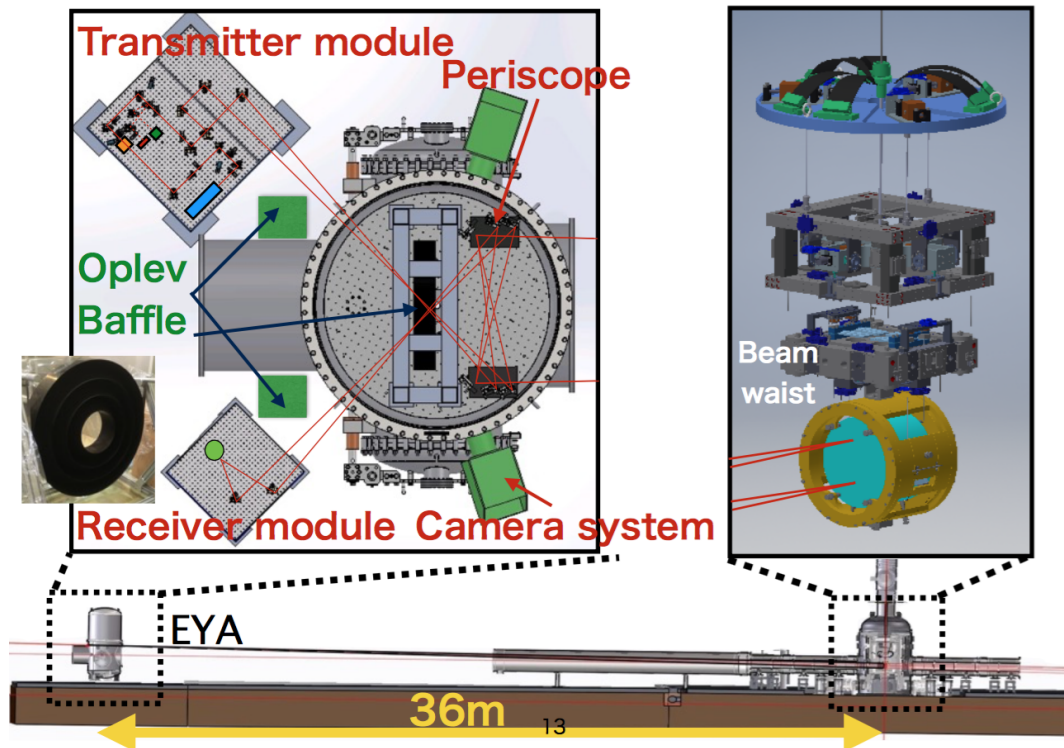 Transmitter module
Periscope
Oplev
Baffle
Receiver module
Camera system
Beam
waist
EYA
36m
13